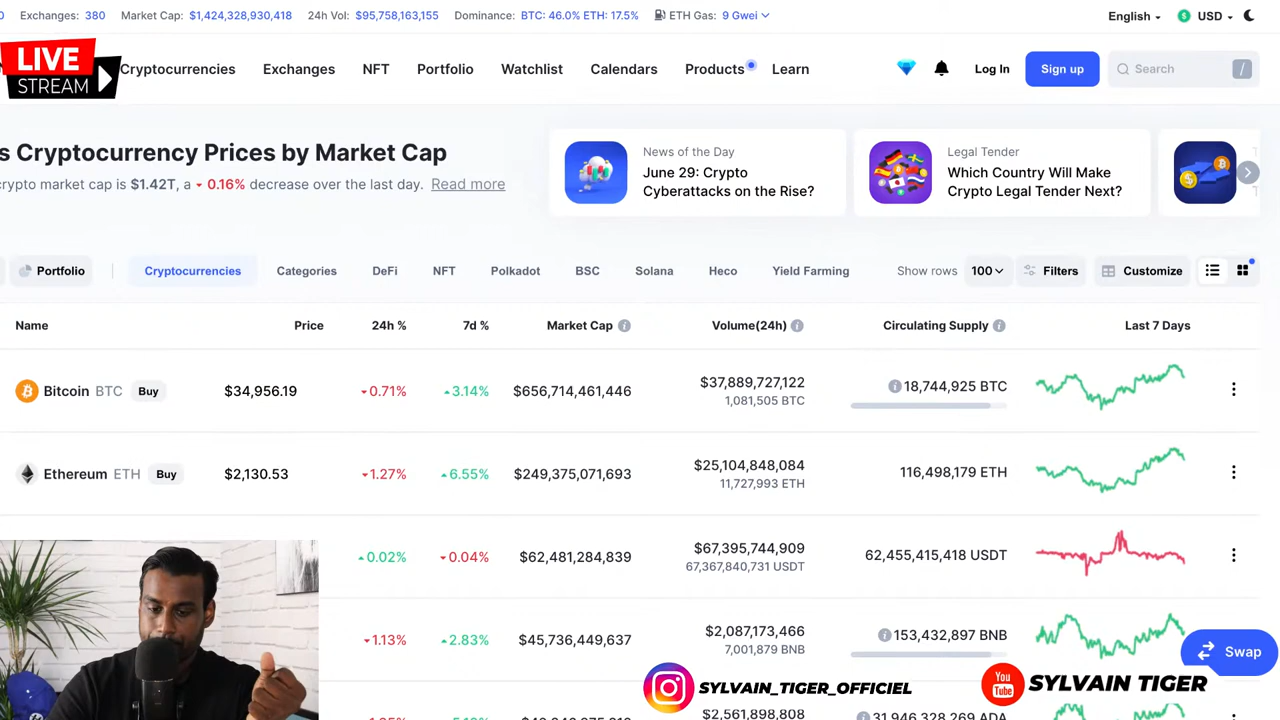 Exchanges: 380 Market Cap: $1,424,328,930,418 24h Vol: $95,758,163,155 Dominance: BTC: 46.0% ETH: 17.5% ETH Gas: 9 Gwei English USD
LIVE
STREAM
Cryptocurrencies Exchanges NFT Portfolio Watchlist Calendars Products Learn Log In Sign up Search /
s Cryptocurrency Prices by Market Cap
crypto market cap is $1.42T, a 0.16% decrease over the last day. Read more
News of the Day
June 29: Crypto
Cyberattacks on the Rise?
Legal Tender
Which Country Will Make
Crypto Legal Tender Next?
Portfolio Cryptocurrencies Categories DeFi NFT Polkadot BSC Solana Heco Yield Farming Show rows 100 Filters Customize
Name Price 24h % 7d % Market Cap Volume(24h) Circulating Supply Last 7 Days
Bitcoin BTC Buy $34,956.19 0.71% 3.14% $656,714,461,446 $37,889,727,122 18,744,925 BTC
1,081,505 BTC
Ethereum ETH Buy $2,130.53 1.27% 6.55% $249,375,071,693 $25,104,848,084 116,498,179 ETH
11,727,993 ETH
0.02% 0.04% $62,481,284,839 $67,395,744,909 62,455,415,418 USDT
67,367,840,731 USDT
1.13% 2.83% $45,736,449,637 $2,087,173,466 153,432,897 BNB
7,001,879 BNB
Swap
SYLVAIN_TIGER_OFFICIEL
You
Tube
SYLVAIN TIGER
$2,561,898,808 31,946,328,269 ADA